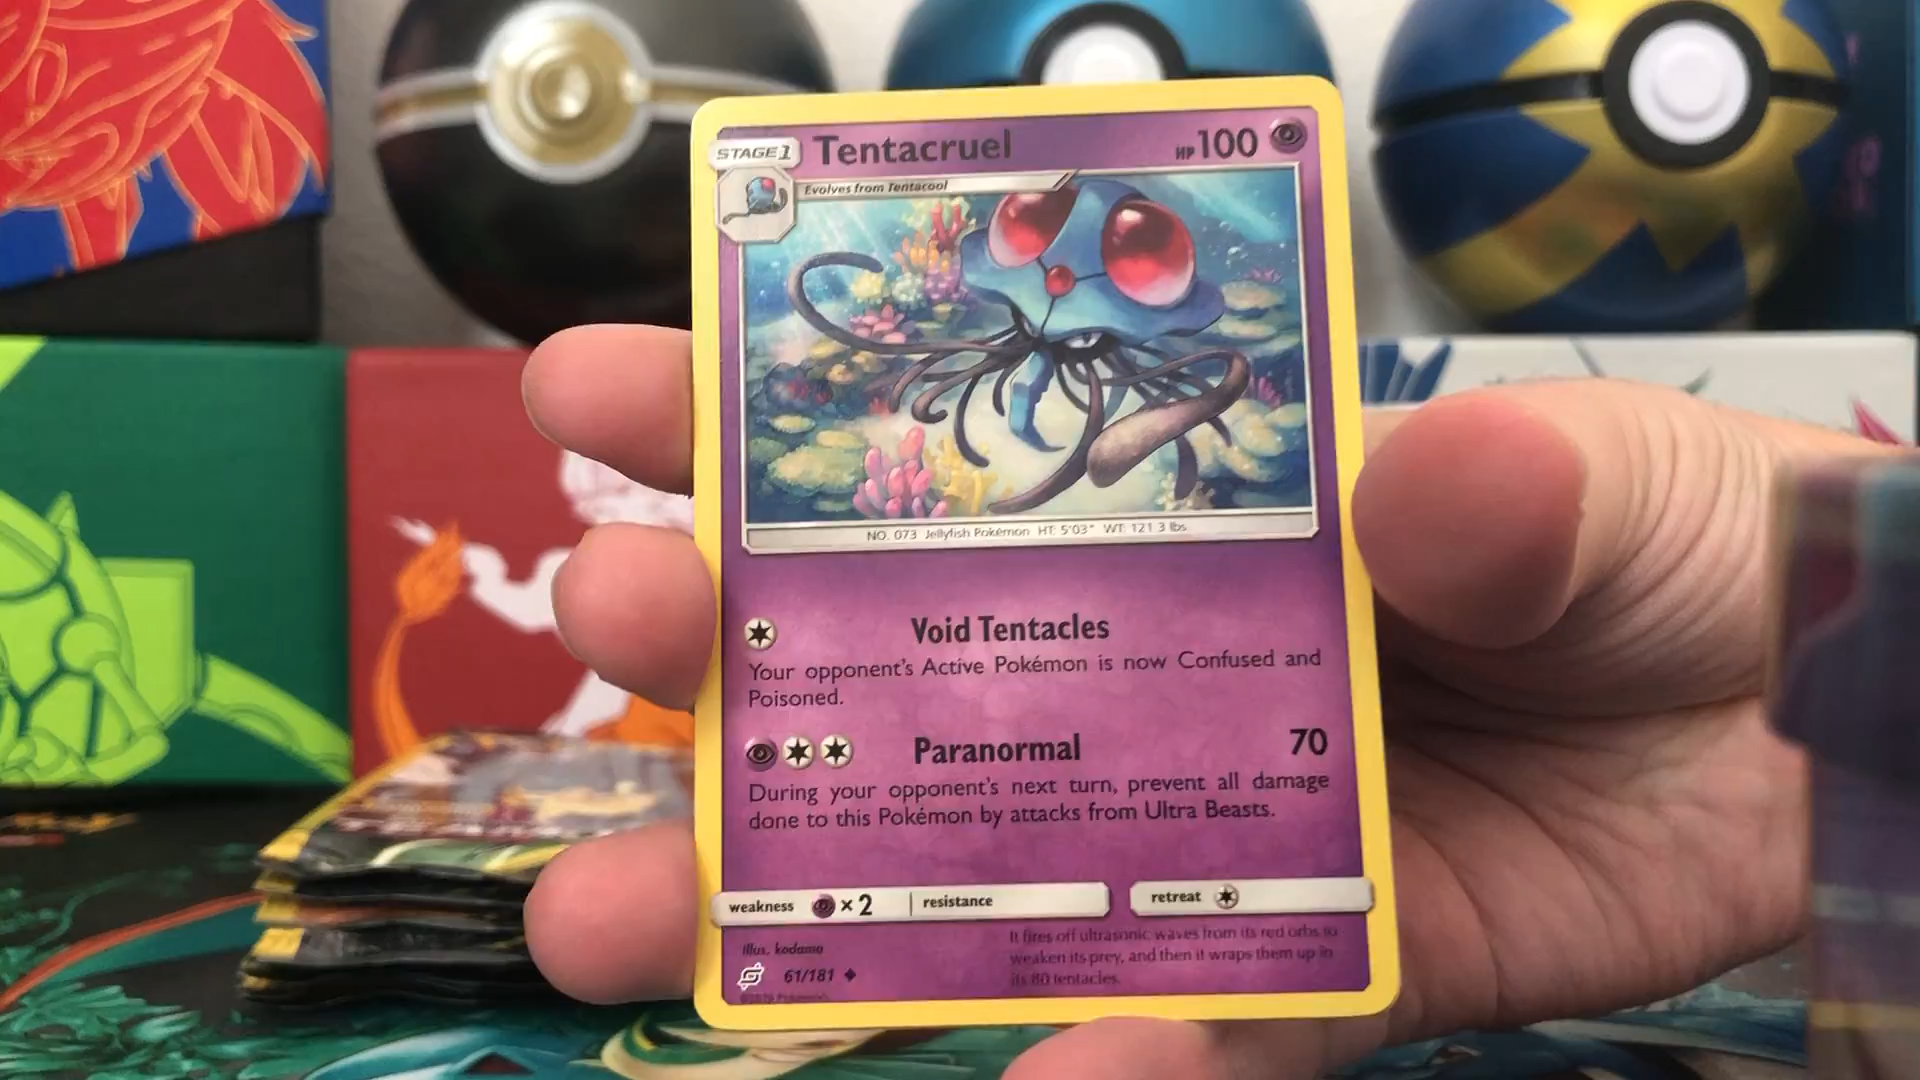 STAGE 1 Tentacruel HP 100
Evolves from Tentacool
NO. 073 Jellyfish Pokémon HT: 5'03" WT: 121.3 lbs.
Void Tentacles
Your opponent's Active Pokémon is now Confused and
Poisoned.
Paranormal 70
During your opponent's next turn, prevent all damage
done to this Pokémon by attacks from Ultra Beasts.
weakness ×2 resistance retreat
Illus. kodama
61/181
It fires off ultrasonic waves from its red orbs to
weaken its prey, and then it wraps them up in
its 80 tentacles.